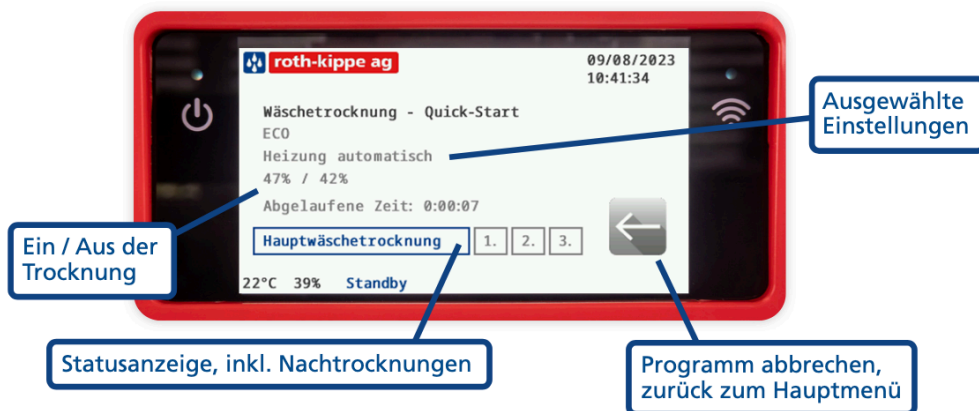 roth-kippe ag
09/08/2023
10:41:34
Wäschetrocknung - Quick-Start
ECO
Heizung automatisch
47% / 42%
Abgelaufene Zeit: 0:00:07
Hauptwäschetrocknung 1. 2. 3.
22°C 39% Standby
Ausgewählte
Einstellungen
Ein / Aus der
Trocknung
Statusanzeige, inkl. Nachtrocknungen
Programm abbrechen,
zurück zum Hauptmenü